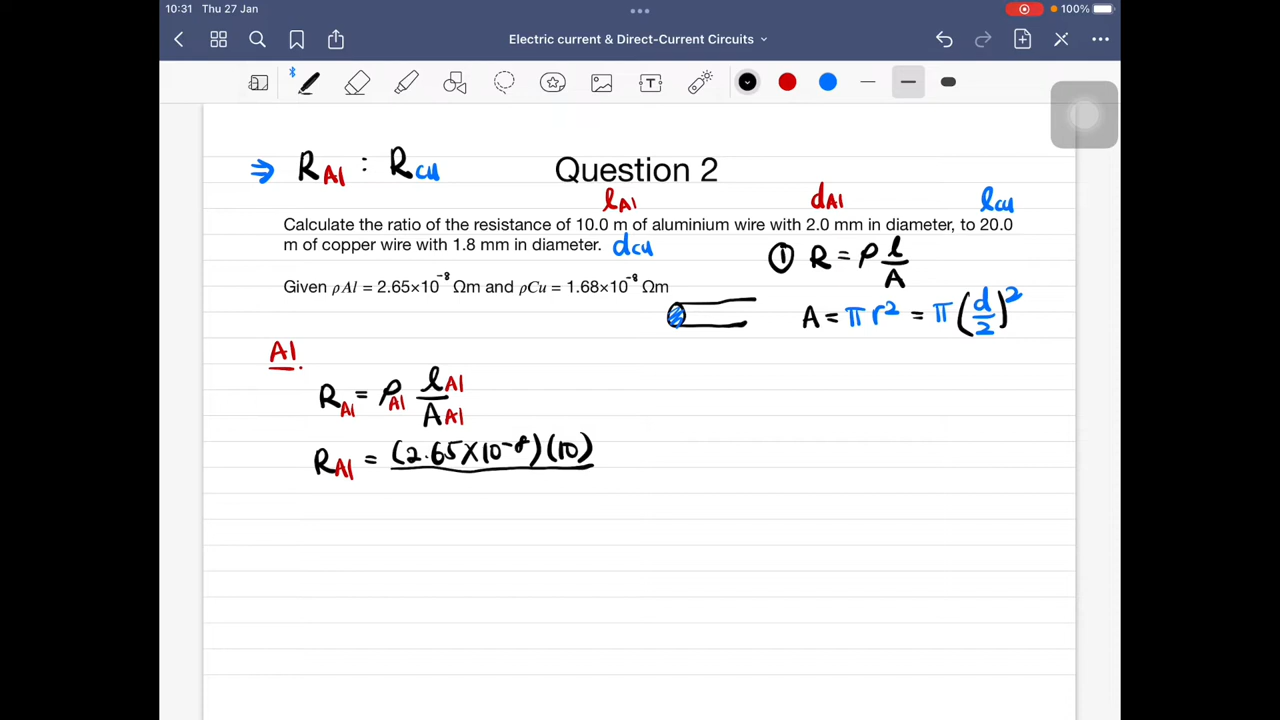 10:31 Thu 27 Jan
100%
Electric current & Direct-Current Circuits
R_Al : R_Cu
Question 2
l_Al d_Al l_Cu
Calculate the ratio of the resistance of 10.0 m of aluminium wire with 2.0 mm in diameter, to 20.0
m of copper wire with 1.8 mm in diameter. d_Cu
① R = ρ l/A
Given ρAl = 2.65×10⁻⁸ Ωm and ρCu = 1.68×10⁻⁸ Ωm
A = πr² = π(d/2)²
Al
R_Al = ρ_Al l_Al/A_Al
R_Al = (2.65×10⁻⁸)(10)